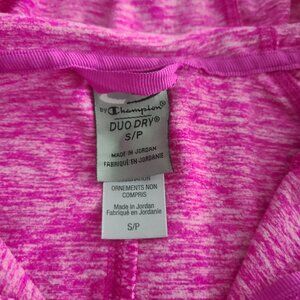 by Champion®
DUO DRY®
S/P
MADE IN JORDAN
FABRIQUÉ EN JORDANIE
ORNEMENTS NON
COMPRIS
Made in Jordan
Fabriqué en Jordanie
S/P